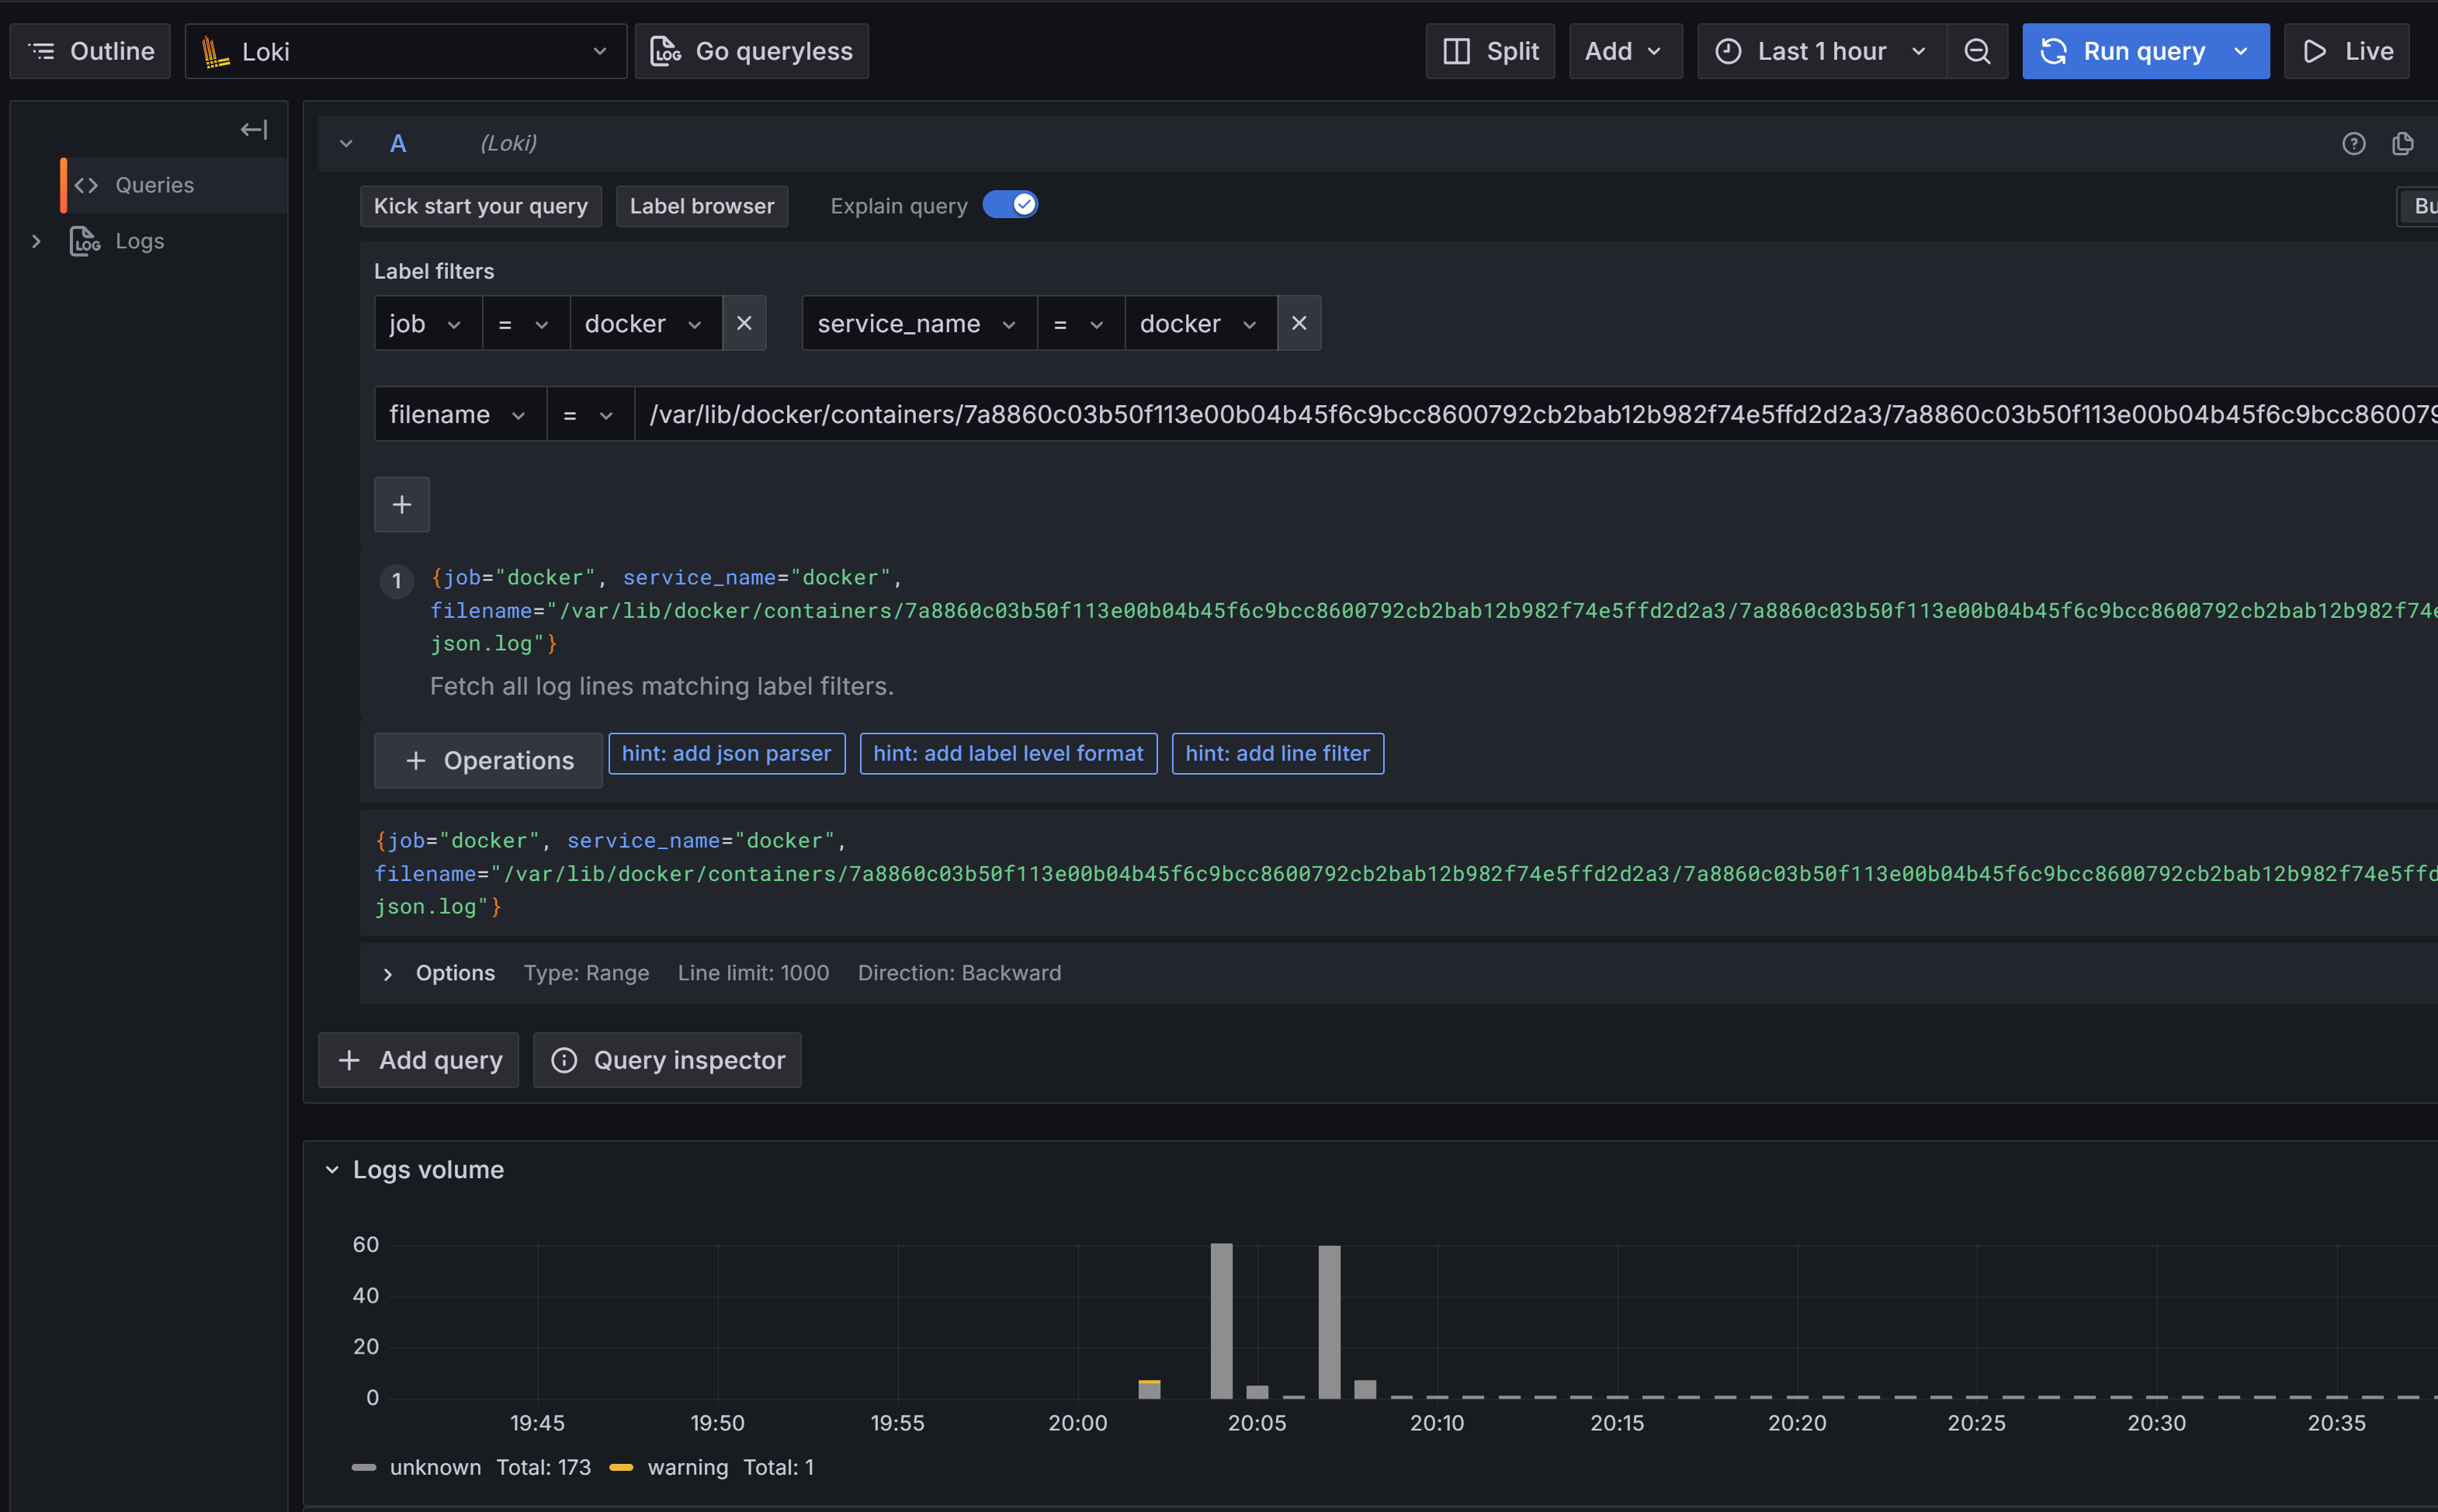 Outline
Loki
LOG Go queryless
Split
Add
Last 1 hour
Run query
Live
Queries
LOG Logs
A (Loki)
Kick start your query
Label browser
Explain query
Label filters
job = docker
service_name = docker
filename = /var/lib/docker/containers/7a8860c03b50f113e00b04b45f6c9bcc8600792cb2bab12b982f74e5ffd2d2a3/7a8860c03b50f113e00b04b45f6c9bcc860079
1 {job="docker", service_name="docker",
filename="/var/lib/docker/containers/7a8860c03b50f113e00b04b45f6c9bcc8600792cb2bab12b982f74e5ffd2d2a3/7a8860c03b50f113e00b04b45f6c9bcc8600792cb2bab12b982f74
json.log"}
Fetch all log lines matching label filters.
+ Operations
hint: add json parser
hint: add label level format
hint: add line filter
{job="docker", service_name="docker",
filename="/var/lib/docker/containers/7a8860c03b50f113e00b04b45f6c9bcc8600792cb2bab12b982f74e5ffd2d2a3/7a8860c03b50f113e00b04b45f6c9bcc8600792cb2bab12b982f74e5ff
json.log"}
Options Type: Range Line limit: 1000 Direction: Backward
+ Add query
Query inspector
Logs volume
60
40
20
0
19:45 19:50 19:55 20:00 20:05 20:10 20:15 20:20 20:25 20:30 20:35
unknown Total: 173 warning Total: 1